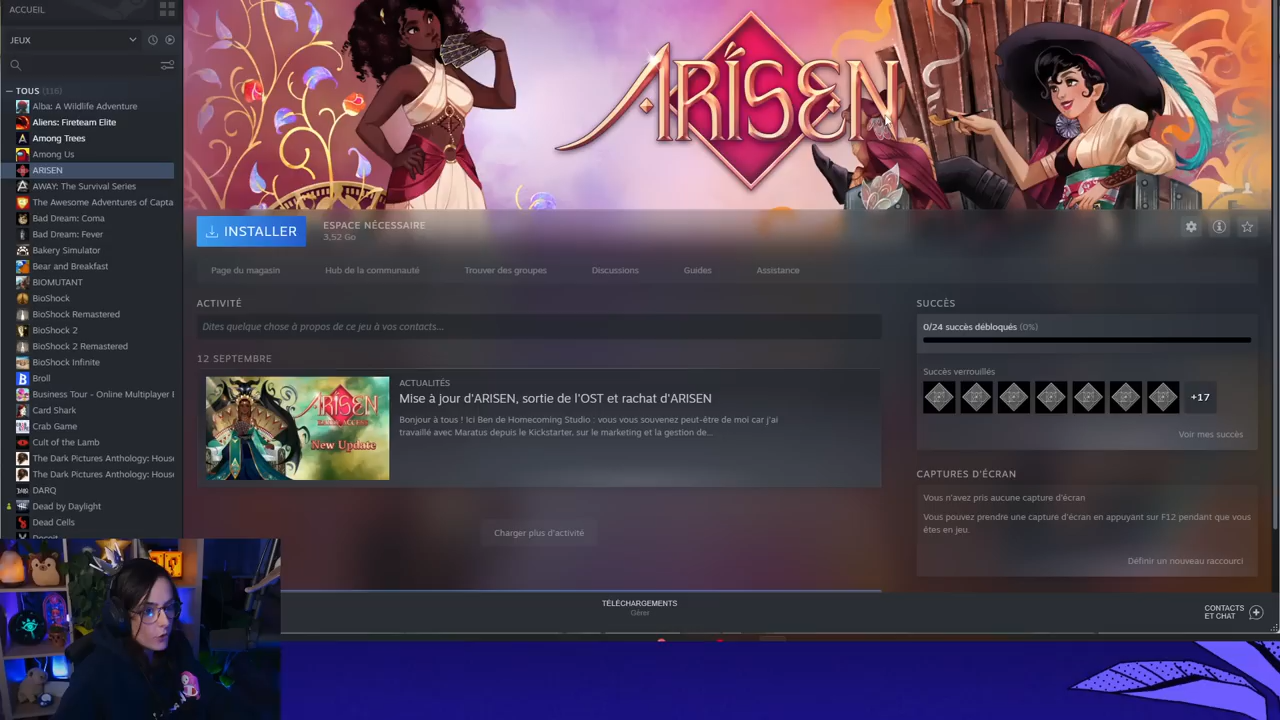 ACCUEIL
JEUX
TOUS (316)
Alba: A Wildlife Adventure
Aliens: Fireteam Elite
Among Trees
Among Us
ARISEN
AWAY: The Survival Series
The Awesome Adventures of Capta
Bad Dream: Coma
Bad Dream: Fever
Bakery Simulator
Bear and Breakfast
BIOMUTANT
BioShock
BioShock Remastered
BioShock 2
BioShock 2 Remastered
BioShock Infinite
Broll
Business Tour - Online Multiplayer
Card Shark
Crab Game
Cult of the Lamb
The Dark Pictures Anthology: House
The Dark Pictures Anthology: House
DARQ
Dead by Daylight
Dead Cells
Deceit
ARISEN
INSTALLER
ESPACE NÉCESSAIRE
3,52 Go
Page du magasin
Hub de la communauté
Trouver des groupes
Discussions
Guides
Assistance
ACTIVITÉ
Dites quelque chose à propos de ce jeu à vos contacts...
12 SEPTEMBRE
ARISEN
New Update
ACTUALITÉS
Mise à jour d'ARISEN, sortie de l'OST et rachat d'ARISEN
Bonjour à tous ! Ici Ben de Homecoming Studio : vous vous souvenez peut-être de moi car j'ai
travaillé avec Maratus depuis le Kickstarter, sur le marketing et la gestion de...
Charger plus d'activité
SUCCÈS
0/24 succès débloqués (0%)
Succès verrouillés
+17
Voir mes succès
CAPTURES D'ÉCRAN
Vous n'avez pris aucune capture d'écran
Vous pouvez prendre une capture d'écran en appuyant sur F12 pendant que vous
êtes en jeu.
Définir un nouveau raccourci
TÉLÉCHARGEMENTS
Gérer
CONTACTS
ET CHAT